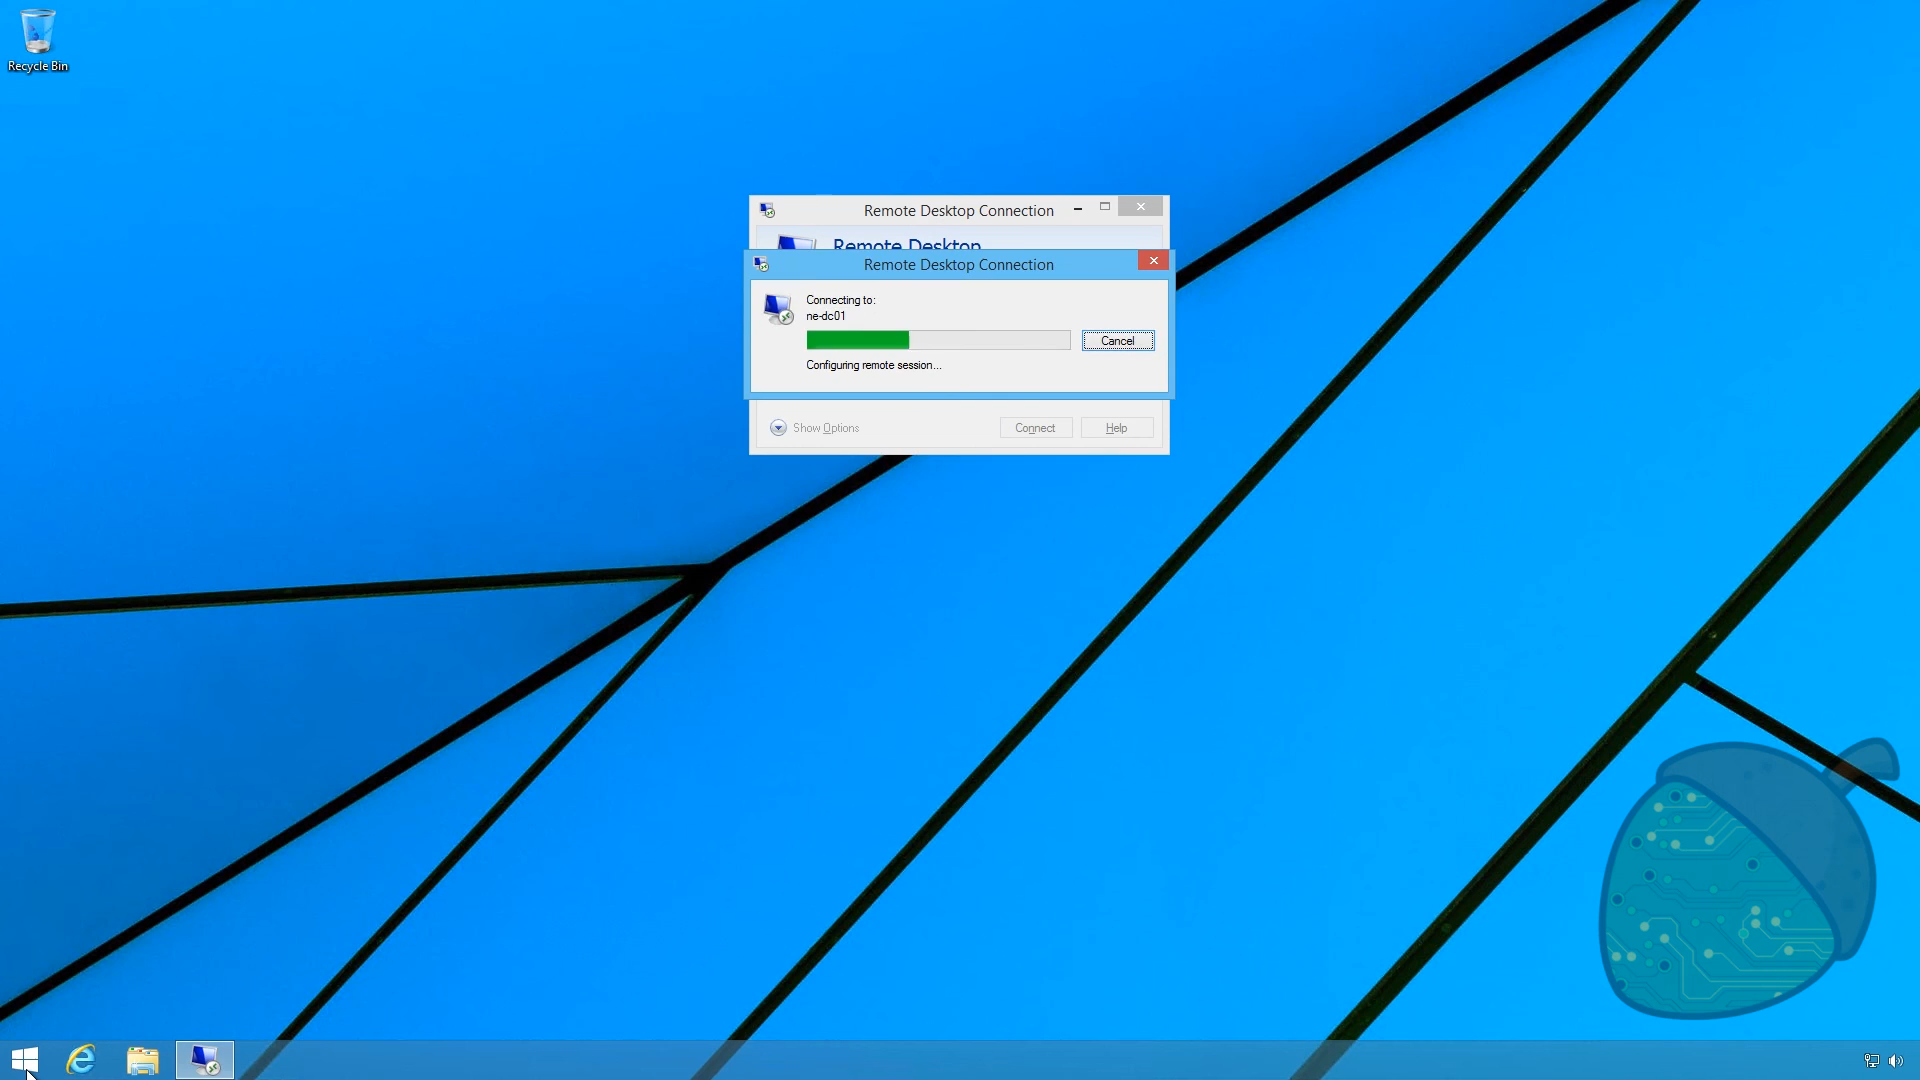 Recycle Bin
Remote Desktop Connection
Remote Desktop
Remote Desktop Connection
Connecting to:
ne-dc01
Cancel
Configuring remote session...
Show Options
Connect
Help